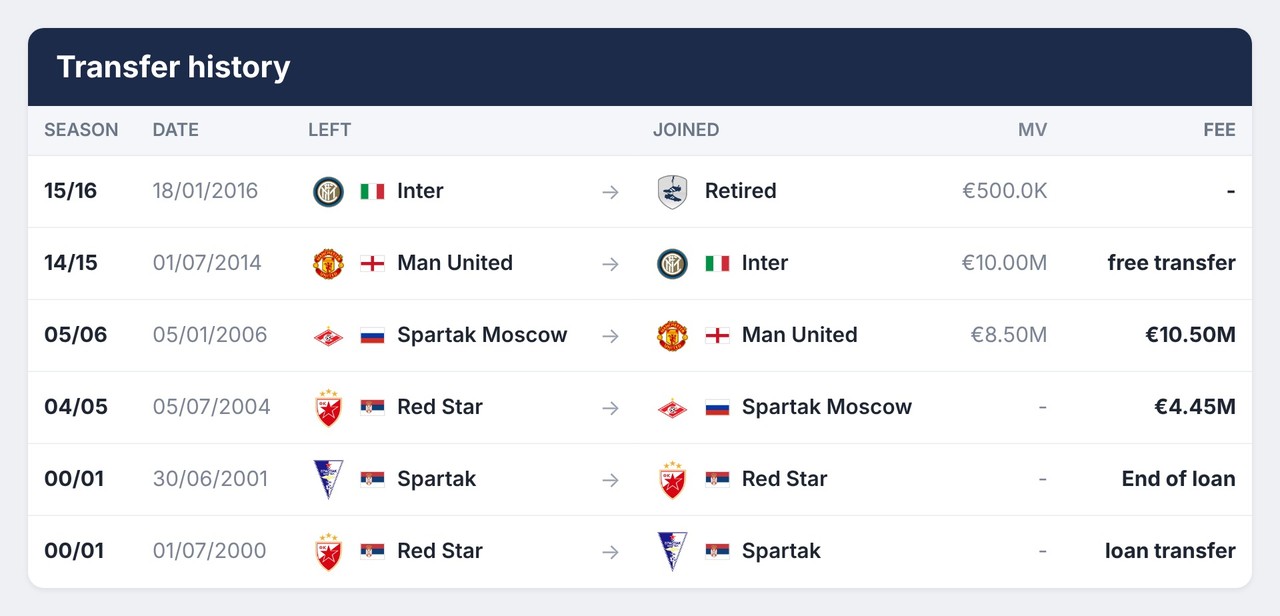 Transfer history
SEASON DATE LEFT JOINED MV FEE
15/16 18/01/2016 Inter → Retired €500.0K -
14/15 01/07/2014 Man United → Inter €10.00M free transfer
05/06 05/01/2006 Spartak Moscow → Man United €8.50M €10.50M
04/05 05/07/2004 Red Star → Spartak Moscow - €4.45M
00/01 30/06/2001 Spartak → Red Star - End of loan
00/01 01/07/2000 Red Star → Spartak - loan transfer